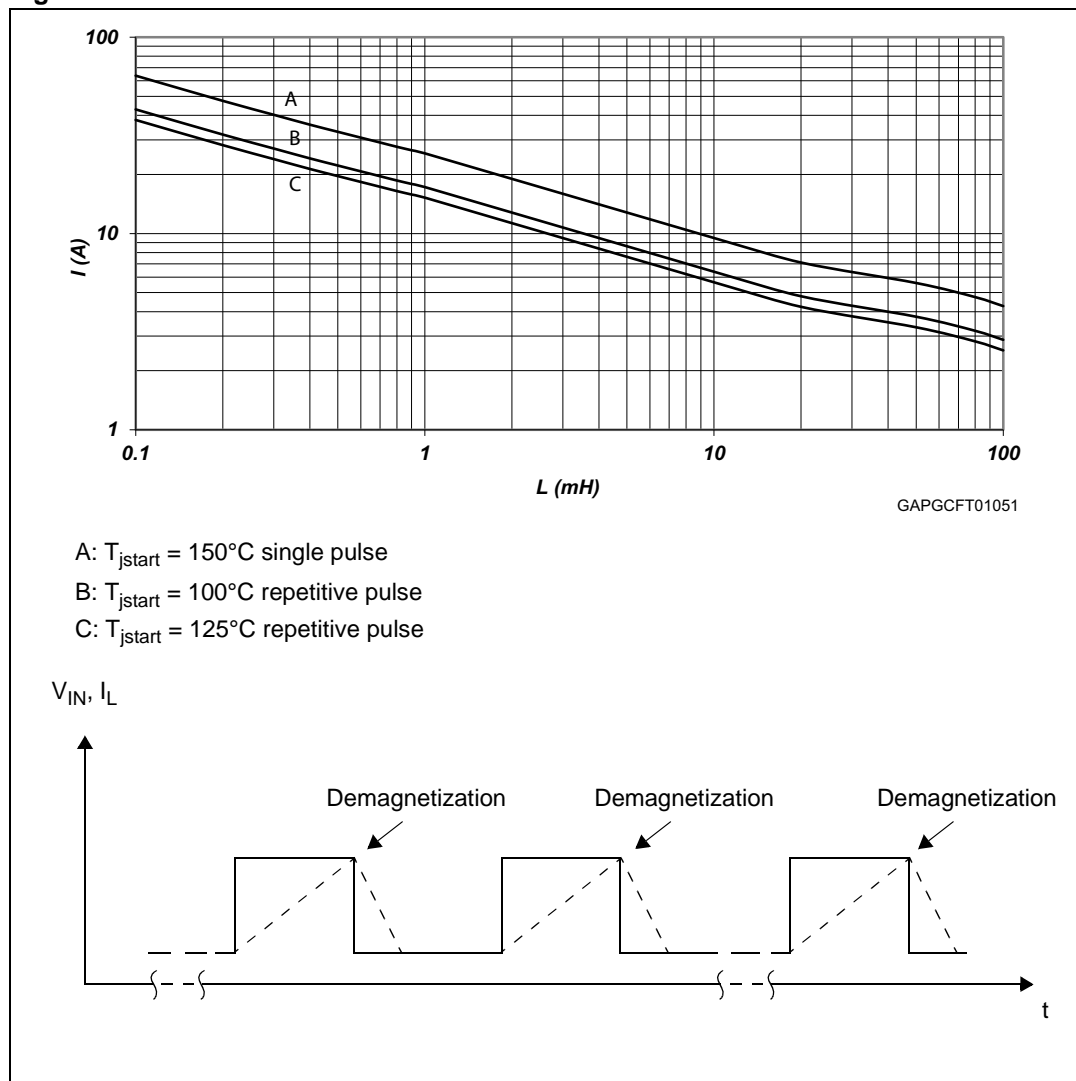 100
A
B
C
10
I (A)
1
0.1 1 10 100
L (mH)
GAPGCFT01051
A: Tjstart = 150°C single pulse
B: Tjstart = 100°C repetitive pulse
C: Tjstart = 125°C repetitive pulse
VIN, IL
Demagnetization Demagnetization Demagnetization
t